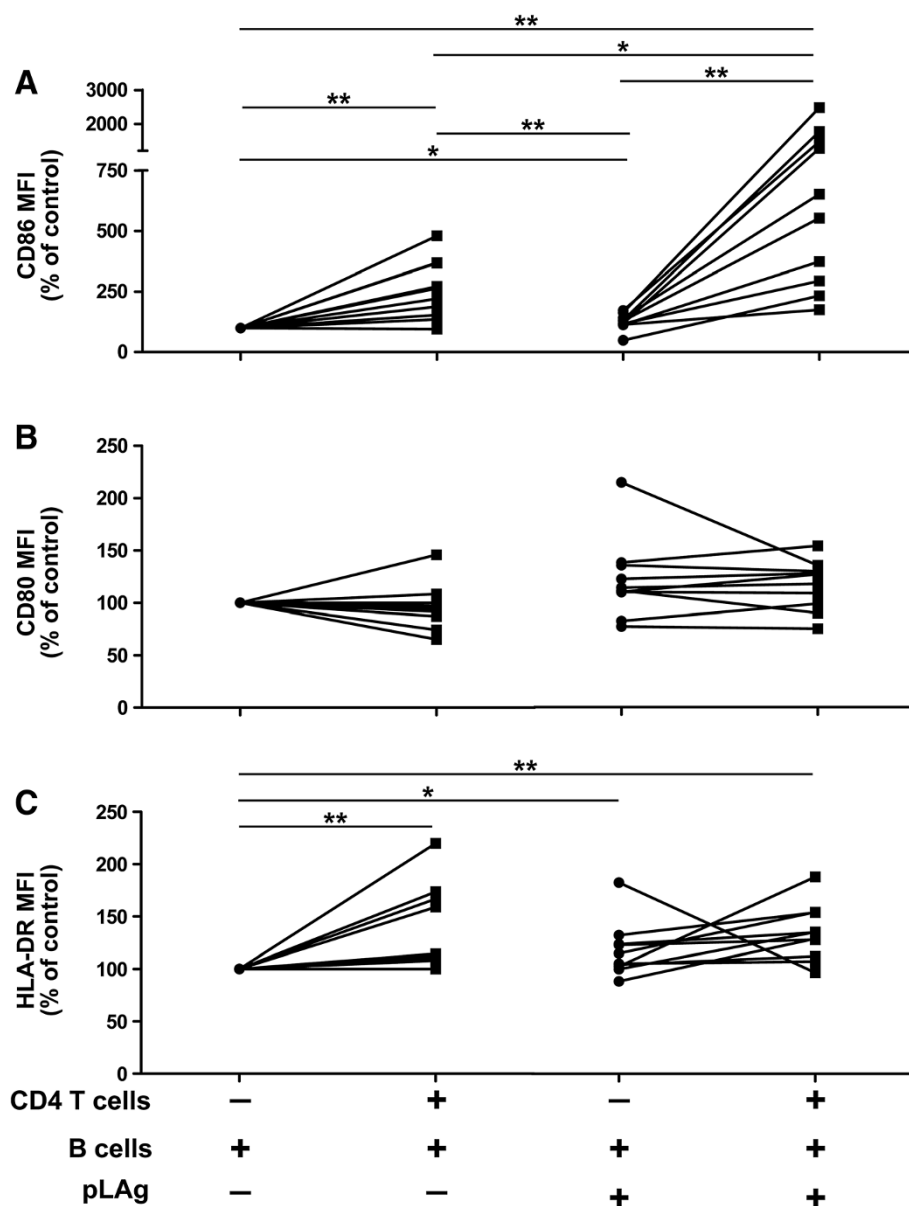 **
*
A
**
3000
**
2000
**
*
750
CD86 MFI
(% of control)
500
250
0
B
250
200
CD80 MFI
(% of control)
150
100
50
0
**
C
*
250
**
200
HLA-DR MFI
(% of control)
150
100
50
0
CD4 T cells − + − +
B cells + + + +
pLAg − − + +